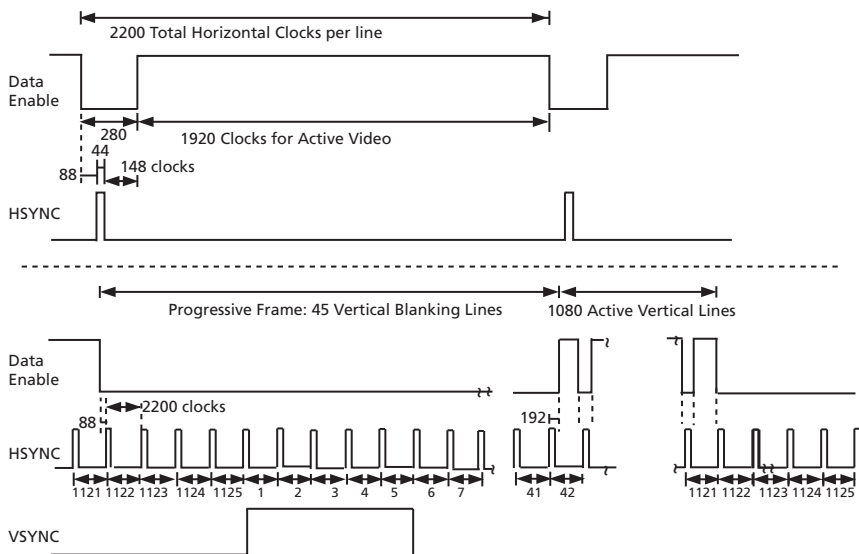 2200 Total Horizontal Clocks per line
Data
Enable
280
1920 Clocks for Active Video
44
148 clocks
88
HSYNC
Progressive Frame: 45 Vertical Blanking Lines
1080 Active Vertical Lines
Data
Enable
2200 clocks
88
192
HSYNC
1121 1122 1123 1124 1125 1 2 3 4 5 6 7 41 42 1121 1122 1123 1124 1125
VSYNC